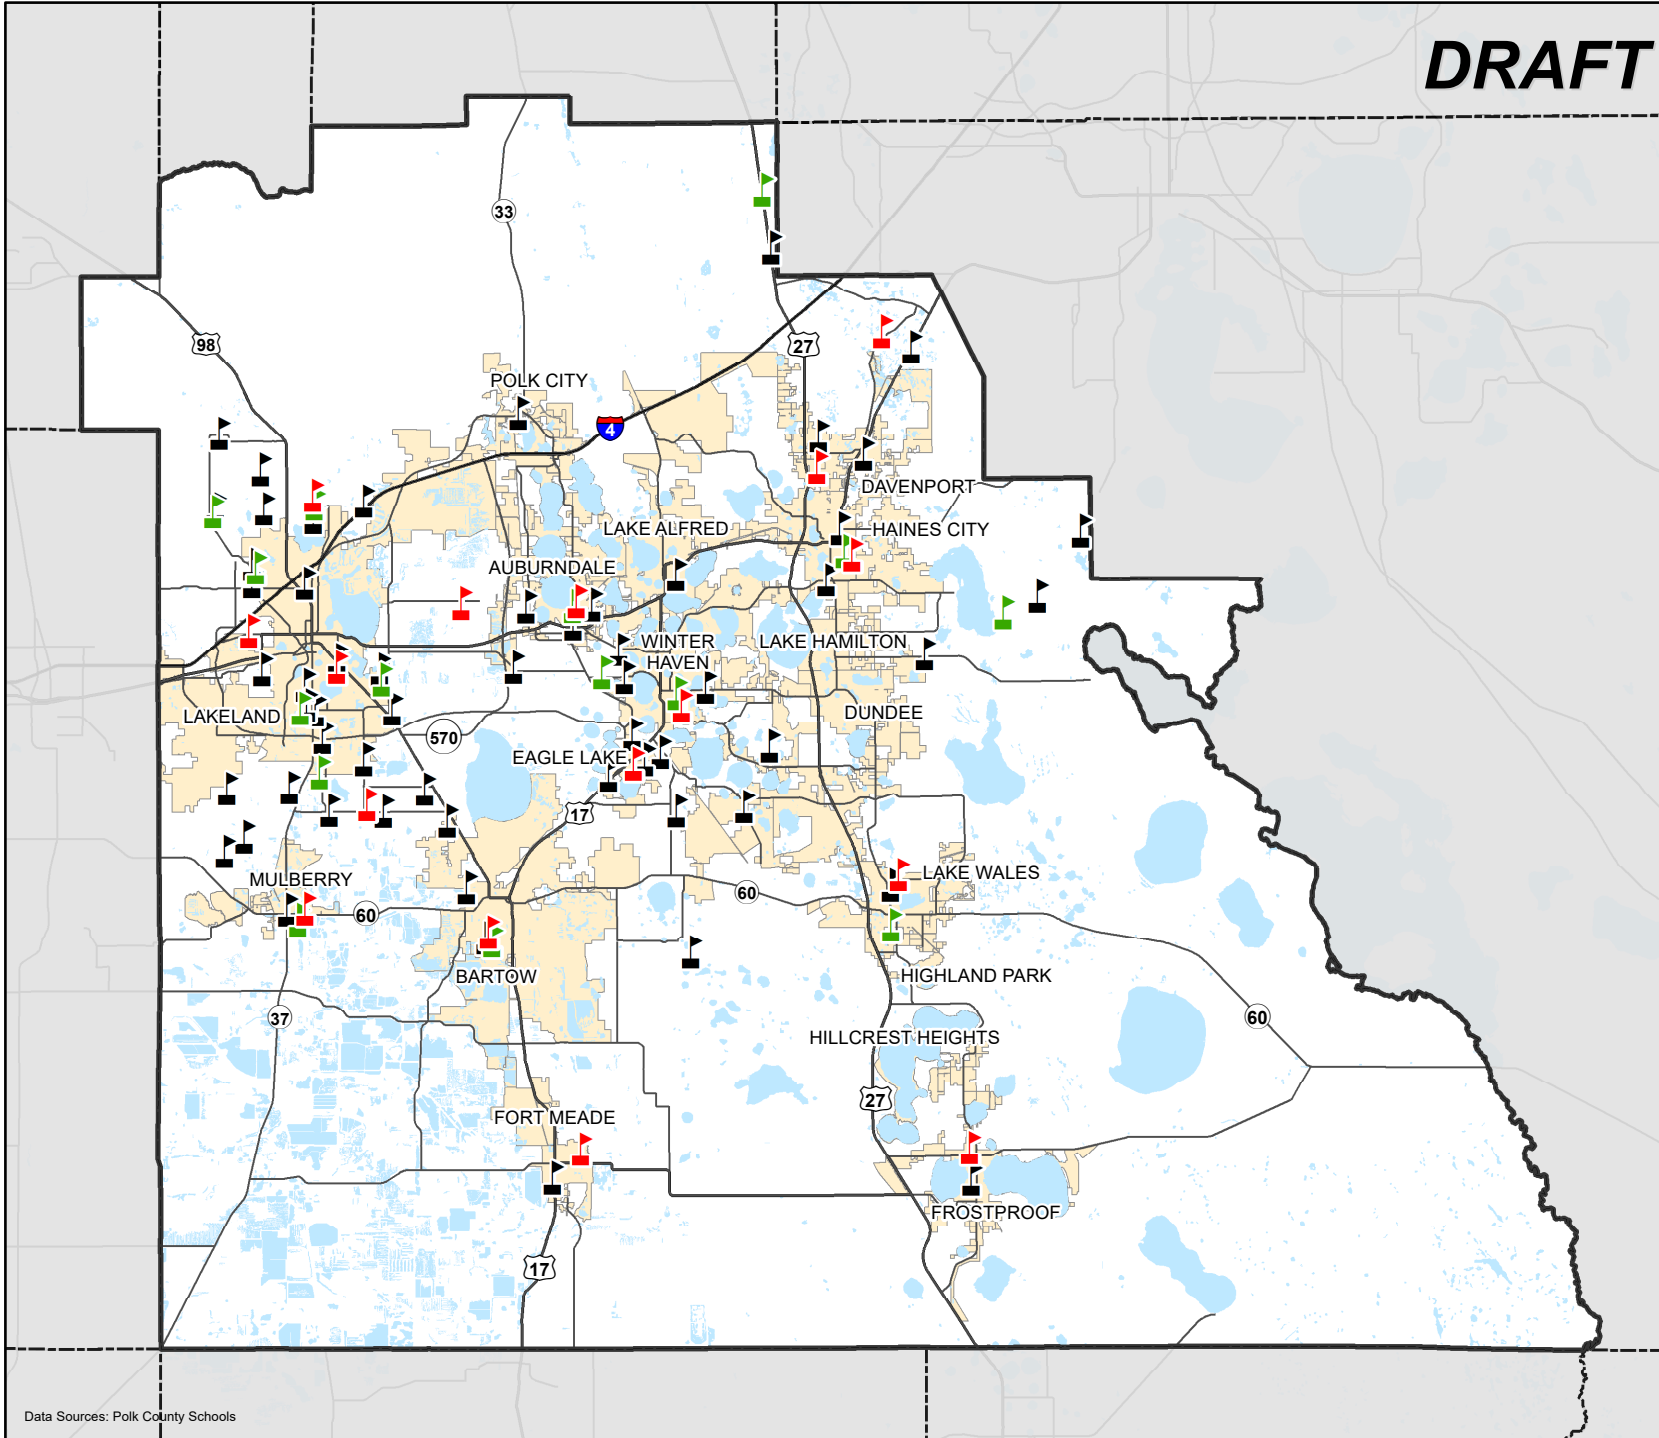 DRAFT
33
98
27
POLK CITY
4
DAVENPORT
LAKE ALFRED
HAINES CITY
AUBURNDALE
WINTER
HAVEN
LAKE HAMILTON
LAKELAND
DUNDEE
570
EAGLE LAKE
17
MULBERRY
LAKE WALES
60
60
BARTOW
HIGHLAND PARK
37
60
HILLCREST HEIGHTS
27
FORT MEADE
FROSTPROOF
17
Data Sources: Polk County Schools